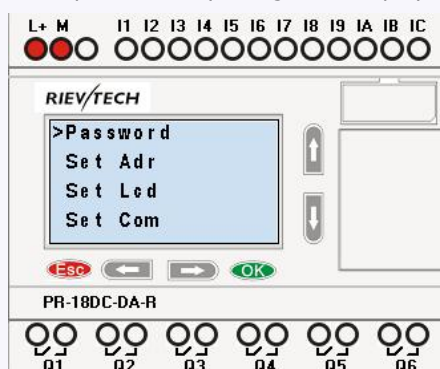 L+ M I1 I2 I3 I4 I5 I6 I7 I8 I9 IA IB IC
RIEV/TECH
>Password
Set Adr
Set Lcd
Set Com
Esc OK
PR-18DC-DA-R
Q1 Q2 Q3 Q4 Q5 Q6